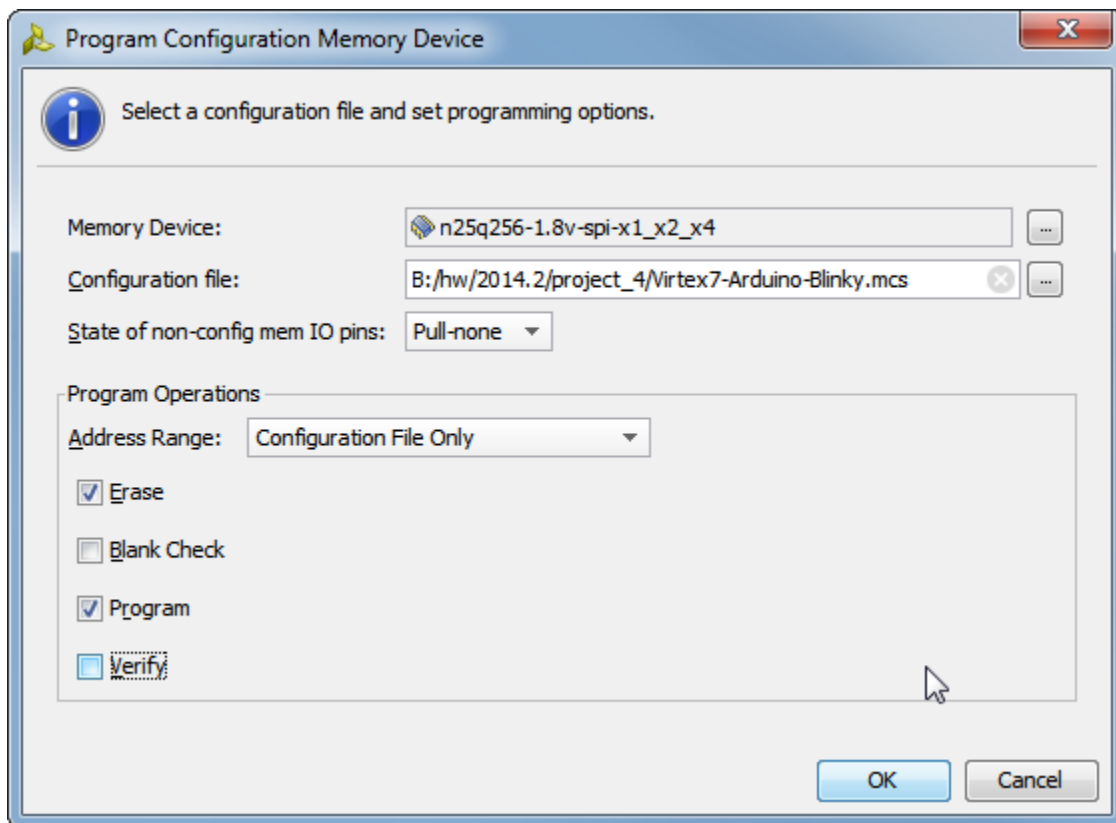 Program Configuration Memory Device
X
i
Select a configuration file and set programming options.
Memory Device: n25q256-1.8v-spi-x1_x2_x4 ...
Configuration file: B:/hw/2014.2/project_4/Virtex7-Arduino-Blinky.mcs ...
State of non-config mem IO pins: Pull-none
Program Operations
Address Range: Configuration File Only
Erase
Blank Check
Program
Verify
OK Cancel